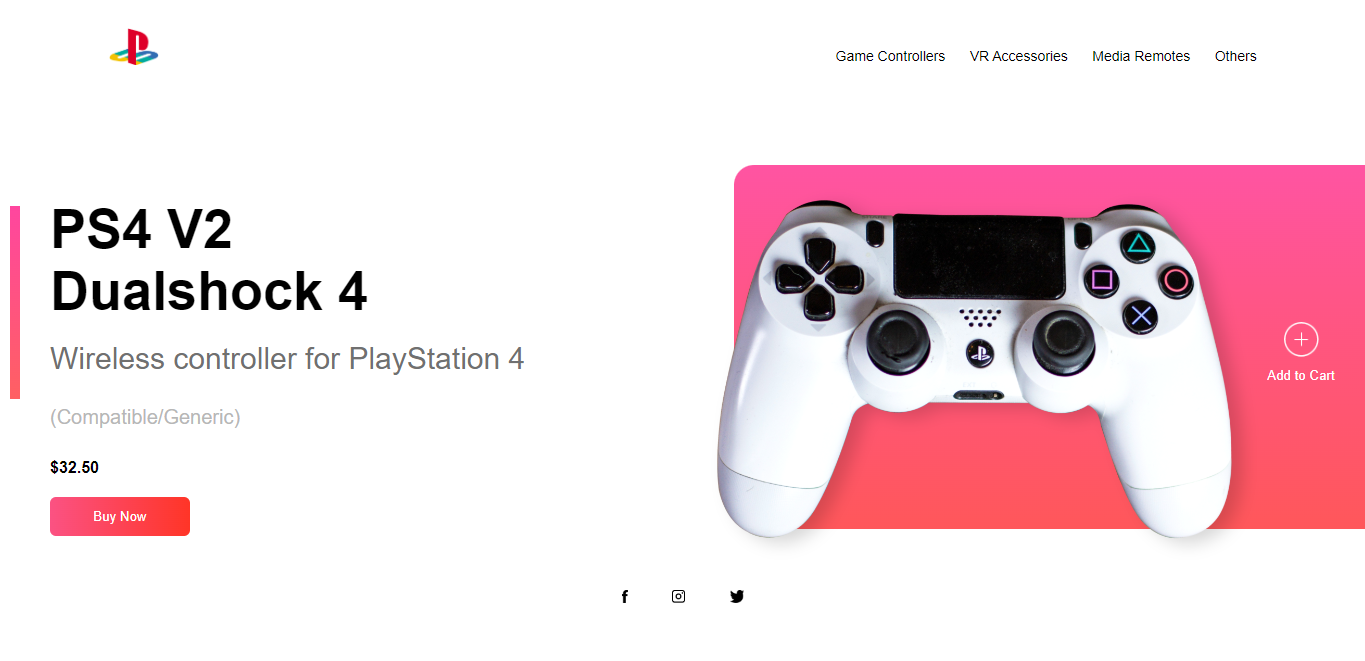 Game Controllers VR Accessories Media Remotes Others
PS4 V2
Dualshock 4
Wireless controller for PlayStation 4
(Compatible/Generic)
$32.50
Buy Now
Add to Cart